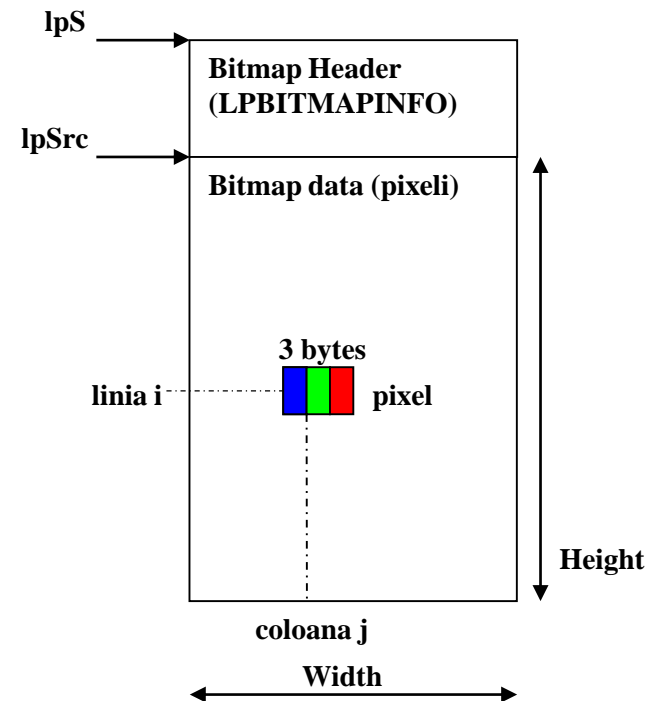 lpS
Bitmap Header
(LPBITMAPINFO)
lpSrc
Bitmap data (pixeli)
3 bytes
linia i
pixel
Height
coloana j
Width